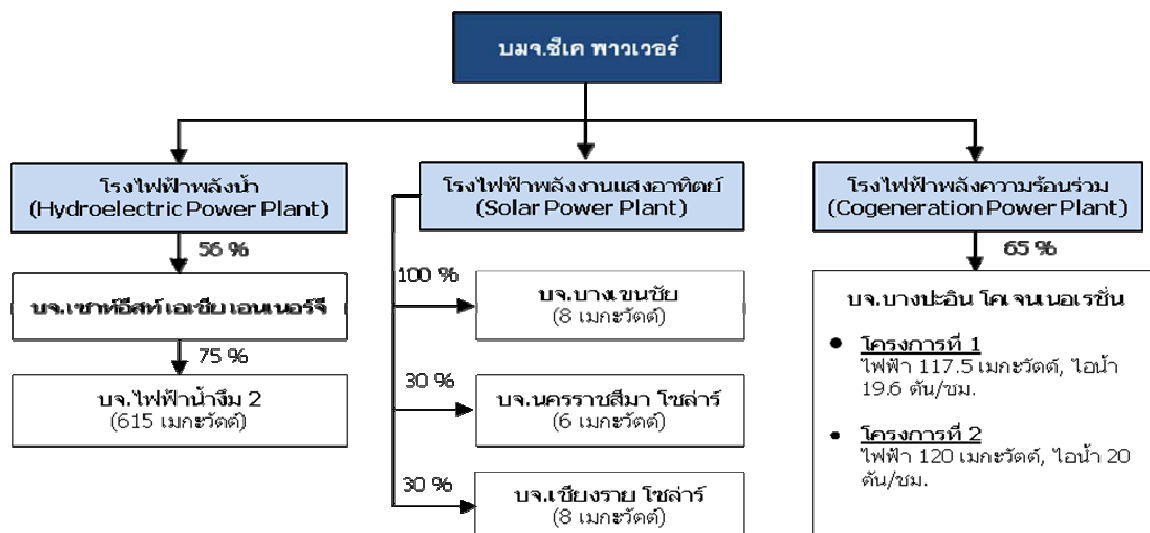 บมจ.ซีเค พาวเวอร์
โรงไฟฟ้าพลังน้ำ
(Hydroelectric Power Plant)
56 %
บจ.เซาท์อีสท์ เอเชีย เอนเนอร์จี
75 %
บจ.ไฟฟ้าน้ำงึม 2
(615 เมกะวัตต์)
โรงไฟฟ้าพลังงานแสงอาทิตย์
(Solar Power Plant)
100 %
บจ.บางเขนชัย
(8 เมกะวัตต์)
30 %
บจ.นครราชสีมา โซล่าร์
(6 เมกะวัตต์)
30 %
บจ.เชียงราย โซล่าร์
(8 เมกะวัตต์)
โรงไฟฟ้าพลังความร้อนร่วม
(Cogeneration Power Plant)
65 %
บจ.บางปะอิน โคเจนเนอเรชั่น
● โครงการที่ 1
ไฟฟ้า 117.5 เมกะวัตต์, ไอน้ำ
19.6 ตัน/ชม.
● โครงการที่ 2
ไฟฟ้า 120 เมกะวัตต์, ไอน้ำ 20
ตัน/ชม.